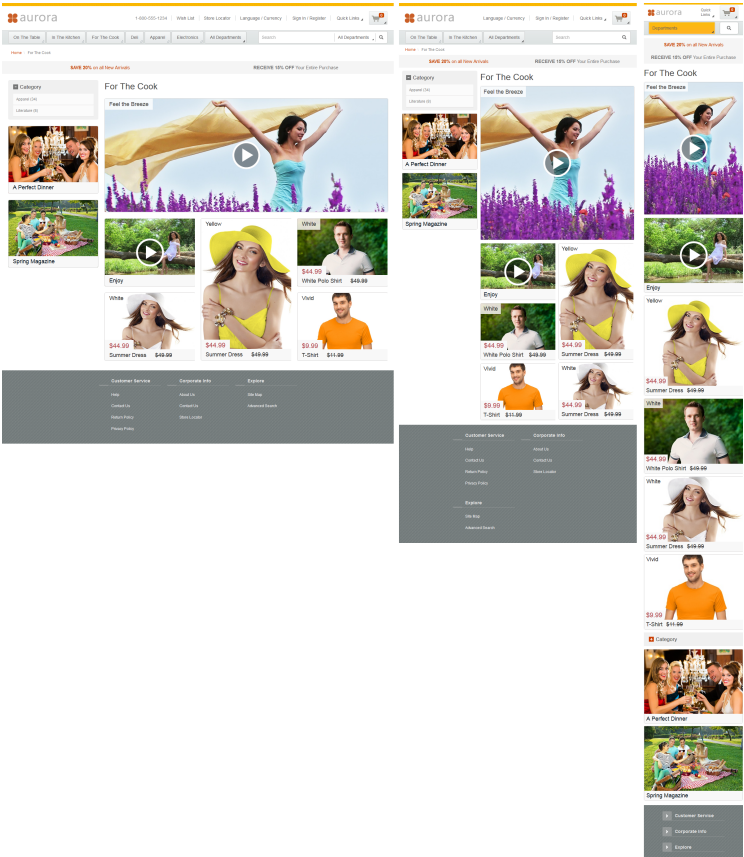 aurora
1-800-555-1234 Wish List Store Locator Language / Currency Sign In / Register Quick Links 0
On The Table In The Kitchen For The Cook Deli Apparel Electronics All Departments Search All Departments
Home For The Cook
SAVE 20% on all New Arrivals RECEIVE 15% OFF Your Entire Purchase
Category
Apparel (34)
Literature (6)
For The Cook
Feel the Breeze
A Perfect Dinner
Spring Magazine
Enjoy
Yellow
$44.99
Summer Dress $49.99
White
$44.99
White Polo Shirt $49.99
White
$44.99
Summer Dress $49.99
Vivid
$9.99
T-Shirt $11.99
Customer Service Corporate Info Explore
Help About Us Site Map
Contact Us Contact Us Advanced Search
Return Policy Store Locator
Privacy Policy
aurora
Language / Currency Sign In / Register Quick Links 0
On The Table In The Kitchen All Departments Search
Home For The Cook
SAVE 20% on all New Arrivals RECEIVE 15% OFF Your Entire Purchase
Category
Apparel (34)
Literature (6)
For The Cook
Feel the Breeze
A Perfect Dinner
Spring Magazine
Enjoy
Yellow
$44.99
Summer Dress $49.99
White
$44.99
White Polo Shirt $49.99
Vivid
$9.99
T-Shirt $11.99
White
$44.99
Summer Dress $49.99
Customer Service Corporate Info
Help About Us
Contact Us Contact Us
Return Policy Store Locator
Privacy Policy
Explore
Site Map
Advanced Search
aurora
Quick Links 0
Departments
SAVE 20% on all New Arrivals
RECEIVE 15% OFF Your Entire Purchase
For The Cook
Feel the Breeze
Enjoy
Yellow
$44.99
Summer Dress $49.99
White
$44.99
White Polo Shirt $49.99
White
$44.99
Summer Dress $49.99
Vivid
$9.99
T-Shirt $11.99
Category
A Perfect Dinner
Spring Magazine
Customer Service
Corporate Info
Explore